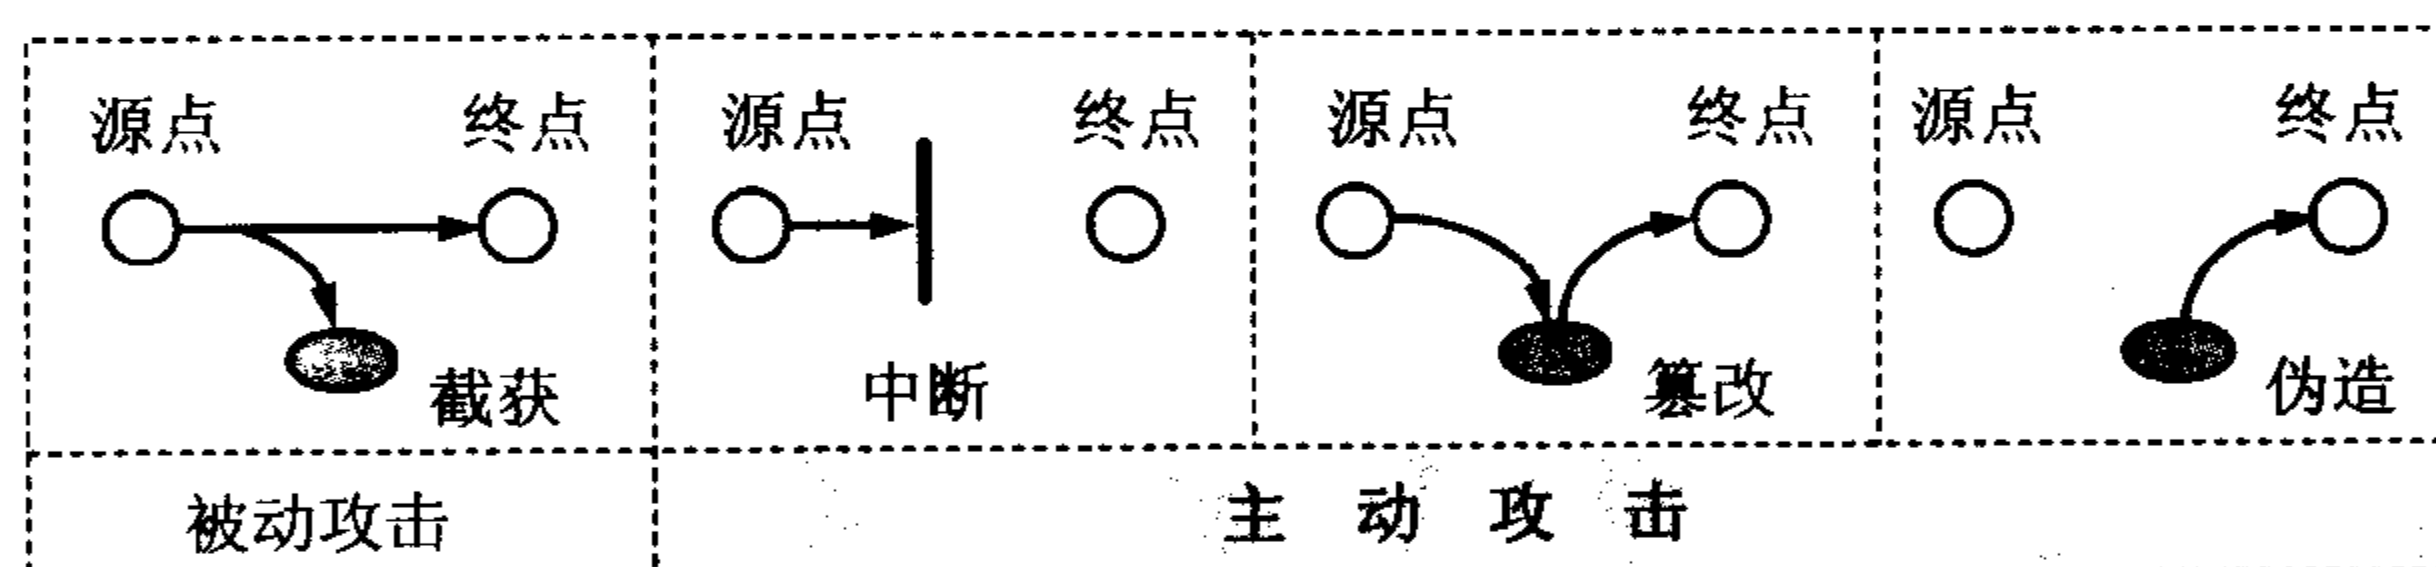 源点 终点 源点 终点 源点 终点 源点 终点
截获 中断 篡改 伪造
被动攻击 主动攻击